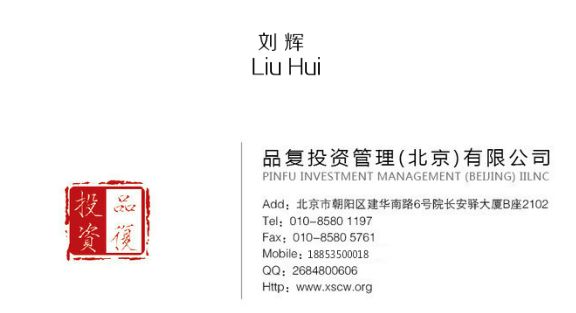 刘辉
Liu Hui
品復
投資
品复投资管理(北京)有限公司
PINFU INVESTMENT MANAGEMENT (BEIJING) IILNC
Add：北京市朝阳区建华南路6号院长安驿大厦B座2102
Tel：010-8580 1197
Fax：010-8580 5761
Mobile：18853500018
QQ：2684800606
Http：www.xscw.org